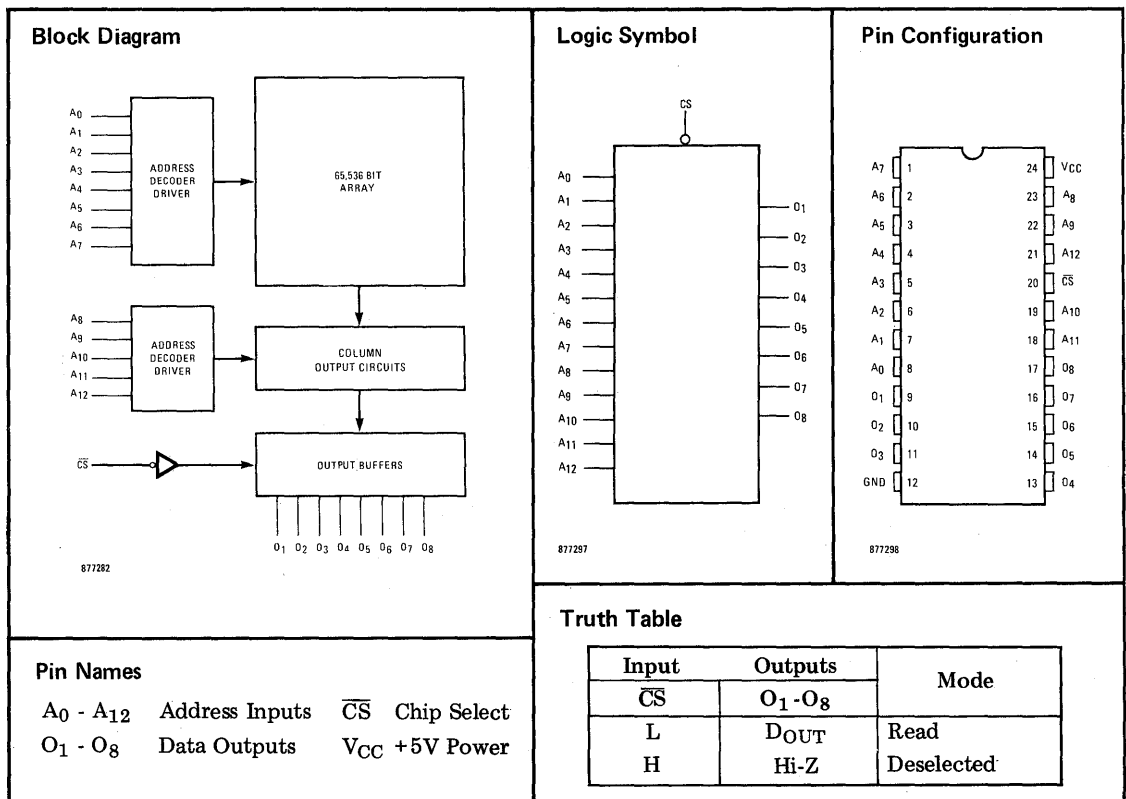 Block Diagram
A0
A1
A2
A3
A4
A5
A6
A7
ADDRESS
DECODER
DRIVER
65,536 BIT
ARRAY
A8
A9
A10
A11
A12
ADDRESS
DECODER
DRIVER
COLUMN
OUTPUT CIRCUITS
CS
OUTPUT BUFFERS
O1 O2 O3 O4 O5 O6 O7 O8
877282
Logic Symbol
CS
A0
A1
A2
A3
A4
A5
A6
A7
A8
A9
A10
A11
A12
O1
O2
O3
O4
O5
O6
O7
O8
877297
Pin Configuration
A7 1 24 VCC
A6 2 23 A8
A5 3 22 A9
A4 4 21 A12
A3 5 20 CS
A2 6 19 A10
A1 7 18 A11
A0 8 17 O8
O1 9 16 O7
O2 10 15 O6
O3 11 14 O5
GND 12 13 O4
877298
Pin Names
A0 - A12 Address Inputs CS Chip Select
O1 - O8 Data Outputs VCC +5V Power
Truth Table
Input Outputs Mode
CS O1-O8
L DOUT Read
H Hi-Z Deselected